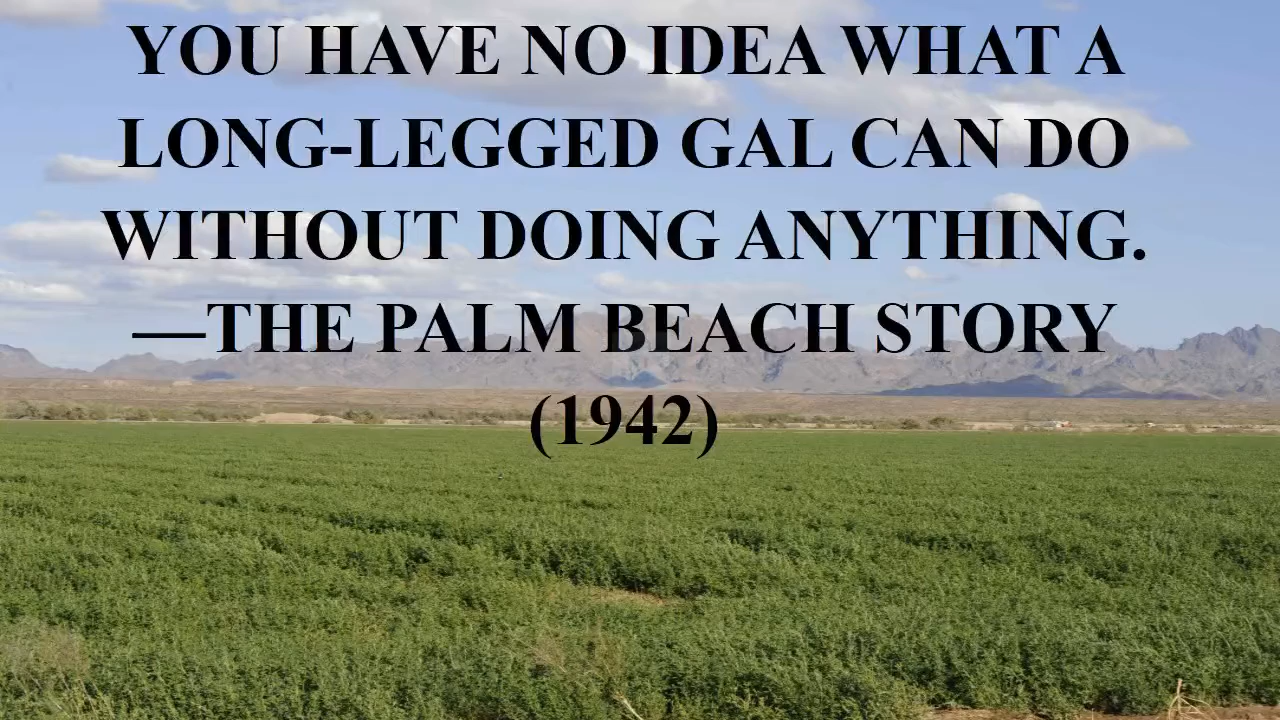 YOU HAVE NO IDEA WHAT A
LONG-LEGGED GAL CAN DO
WITHOUT DOING ANYTHING.
—THE PALM BEACH STORY
(1942)